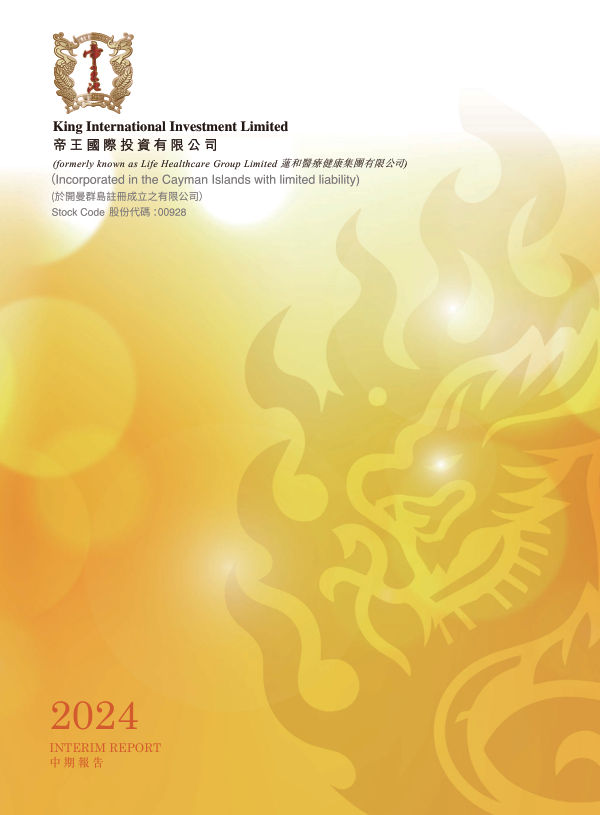 King International Investment Limited
帝王國際投資有限公司
(formerly known as Life Healthcare Group Limited 蓮和醫療健康集團有限公司)
(Incorporated in the Cayman Islands with limited liability)
(於開曼群島註冊成立之有限公司)
Stock Code 股份代碼：00928
2024
INTERIM REPORT
中期報告